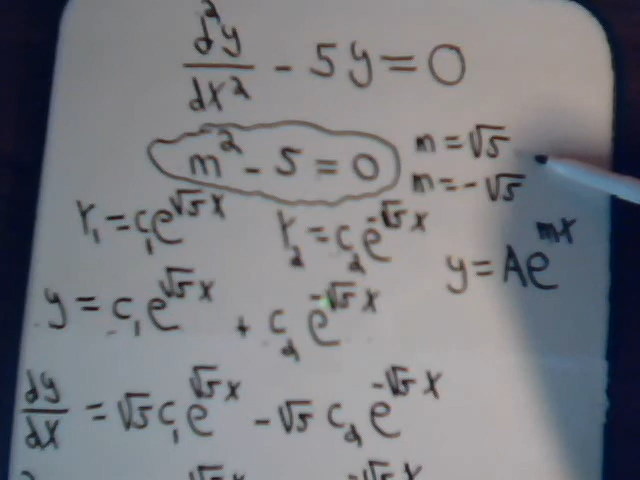 d²y/dx² - 5y = 0
m² - 5 = 0
m = √5
m = -√5
r₁ = c₁e^√5x
r₂ = c₂e^-√5x
y = Ae^mx
y = c₁e^√5x + c₂e^-√5x
dy/dx = √5c₁e^√5x - √5c₂e^-√5x